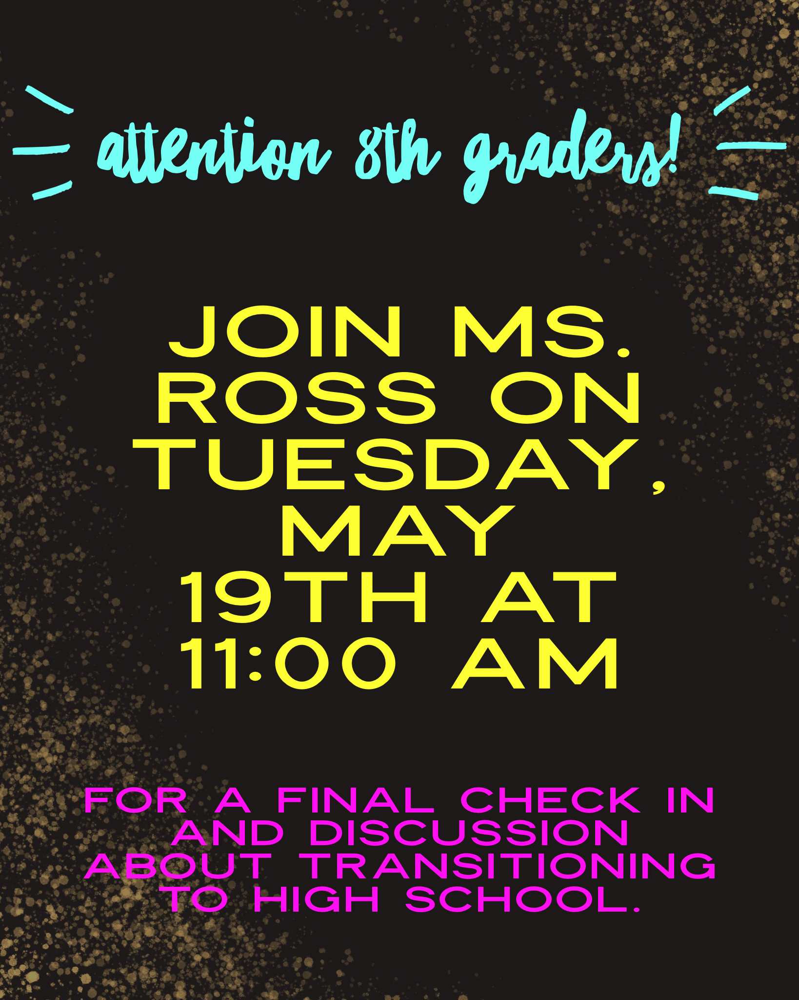 attention 8th graders!
JOIN MS.
ROSS ON
TUESDAY,
MAY
19TH AT
11:00 AM
FOR A FINAL CHECK IN
AND DISCUSSION
ABOUT TRANSITIONING
TO HIGH SCHOOL.